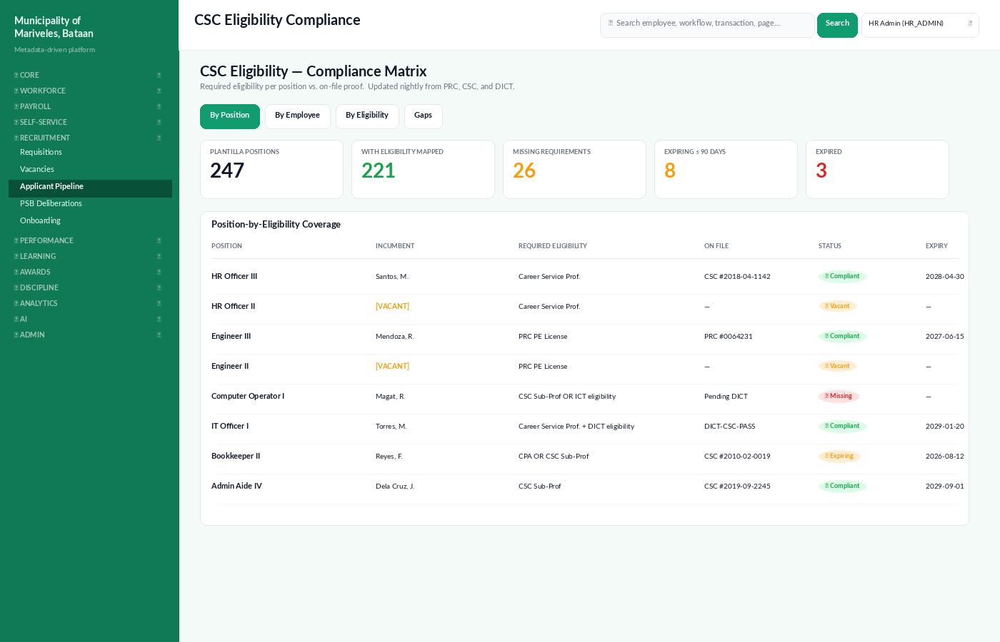 Municipality of
Mariveles, Bataan
Metadata-driven platform
CORE
WORKFORCE
PAYROLL
SELF-SERVICE
RECRUITMENT
Requisitions
Vacancies
Applicant Pipeline
PSB Deliberations
Onboarding
PERFORMANCE
LEARNING
AWARDS
DISCIPLINE
ANALYTICS
AI
ADMIN
CSC Eligibility Compliance
Search employee, workflow, transaction, page...
Search
HR Admin (HR_ADMIN)
CSC Eligibility — Compliance Matrix
Required eligibility per position vs. on-file proof. Updated nightly from PRC, CSC, and DICT.
By Position By Employee By Eligibility Gaps
PLANTILLA POSITIONS
247
WITH ELIGIBILITY MAPPED
221
MISSING REQUIREMENTS
26
EXPIRING ≤ 90 DAYS
8
EXPIRED
3
Position-by-Eligibility Coverage
POSITION INCUMBENT REQUIRED ELIGIBILITY ON FILE STATUS EXPIRY
HR Officer III Santos, M. Career Service Prof. CSC #2018-04-1142 Compliant 2028-04-30
HR Officer II [VACANT] Career Service Prof. — Vacant —
Engineer III Mendoza, R. PRC PE License PRC #0064231 Compliant 2027-06-15
Engineer II [VACANT] PRC PE License — Vacant —
Computer Operator I Magat, R. CSC Sub-Prof OR ICT eligibility Pending DICT Missing —
IT Officer I Torres, M. Career Service Prof. + DICT eligibility DICT-CSC-PASS Compliant 2029-01-20
Bookkeeper II Reyes, F. CPA OR CSC Sub-Prof CSC #2010-02-0019 Expiring 2026-08-12
Admin Aide IV Dela Cruz, J. CSC Sub-Prof CSC #2019-09-2245 Compliant 2029-09-01